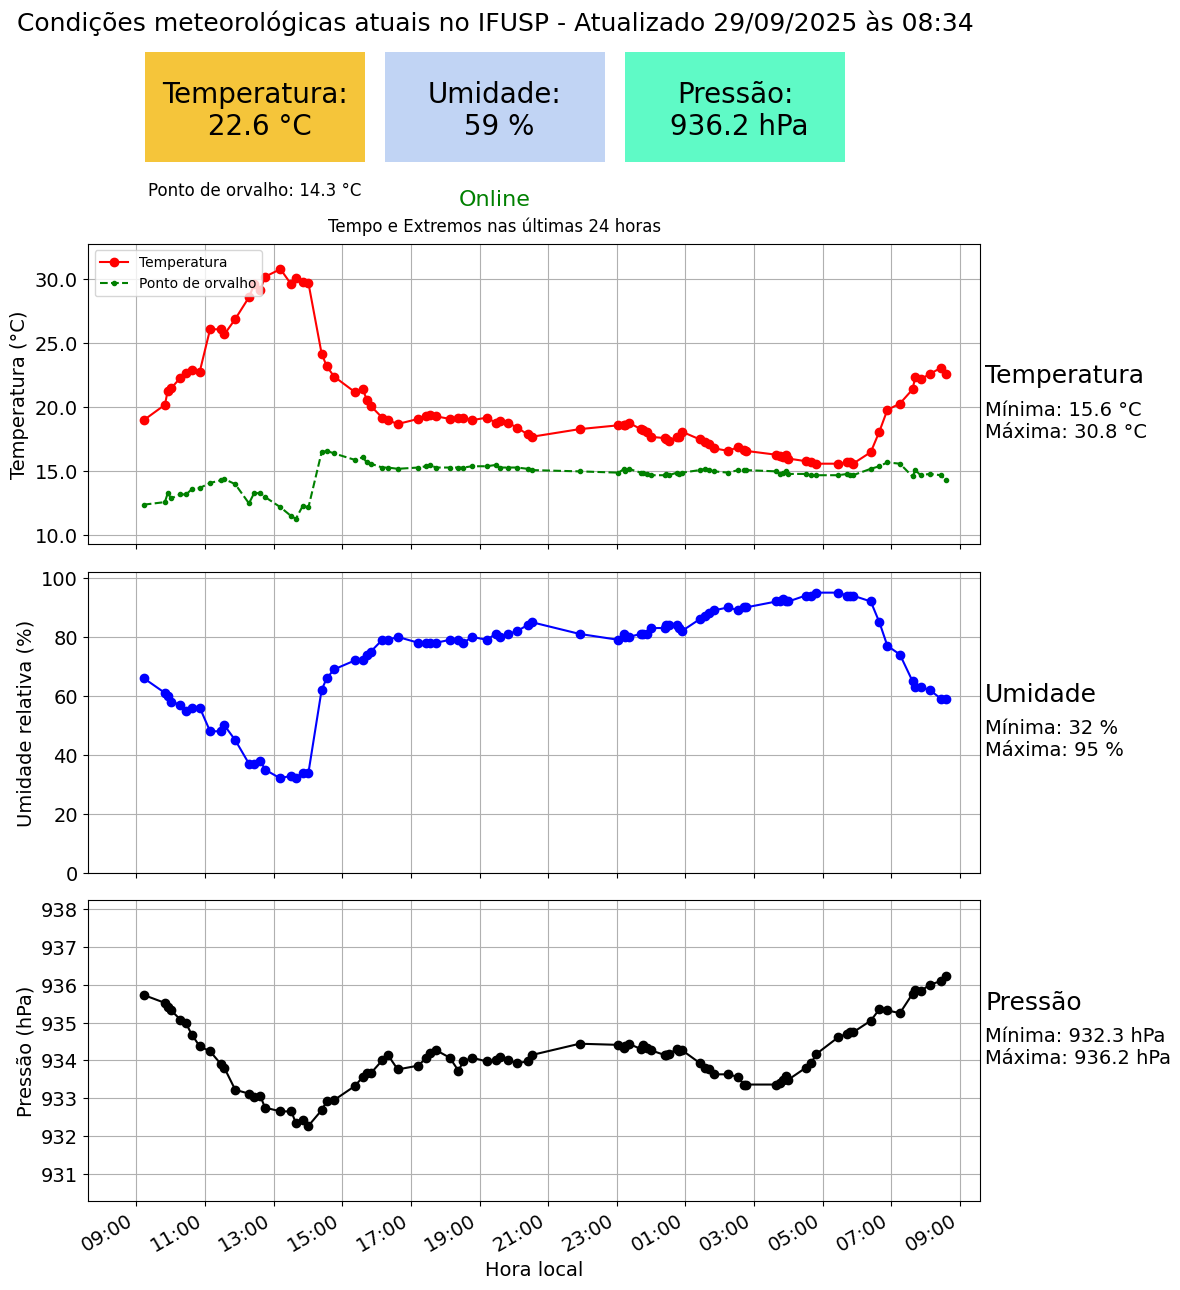 Condições meteorológicas atuais no IFUSP - Atualizado 29/09/2025 às 08:34
Temperatura:
22.6 °C
Umidade:
59 %
Pressão:
936.2 hPa
Ponto de orvalho: 14.3 °C
Online
Tempo e Extremos nas últimas 24 horas
Temperatura
Ponto de orvalho
Temperatura (°C)
30.0
25.0
20.0
15.0
10.0
Temperatura
Mínima: 15.6 °C
Máxima: 30.8 °C
Umidade relativa (%)
100
80
60
40
20
0
Umidade
Mínima: 32 %
Máxima: 95 %
Pressão (hPa)
938
937
936
935
934
933
932
931
Pressão
Mínima: 932.3 hPa
Máxima: 936.2 hPa
09:00 11:00 13:00 15:00 17:00 19:00 21:00 23:00 01:00 03:00 05:00 07:00 09:00
Hora local